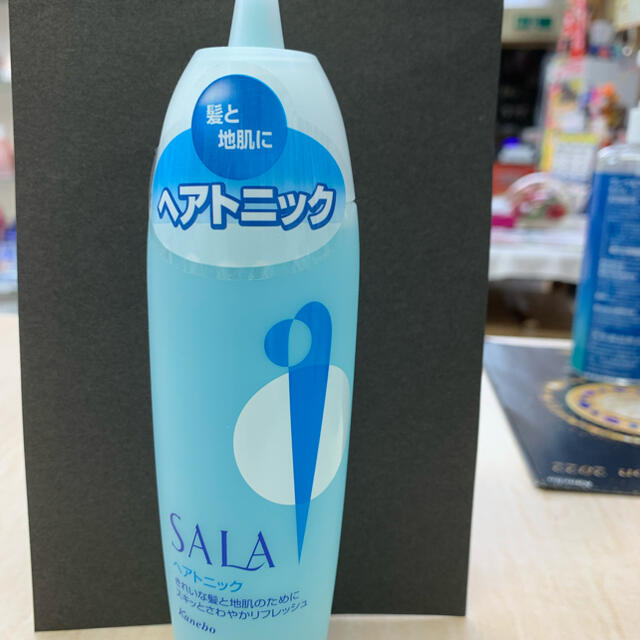 髪と
地肌に
ヘアトニック
SALA
ヘアトニック
きれいな髪と地肌のために
スキッとさわやかリフレッシュ
Kanebo
2022